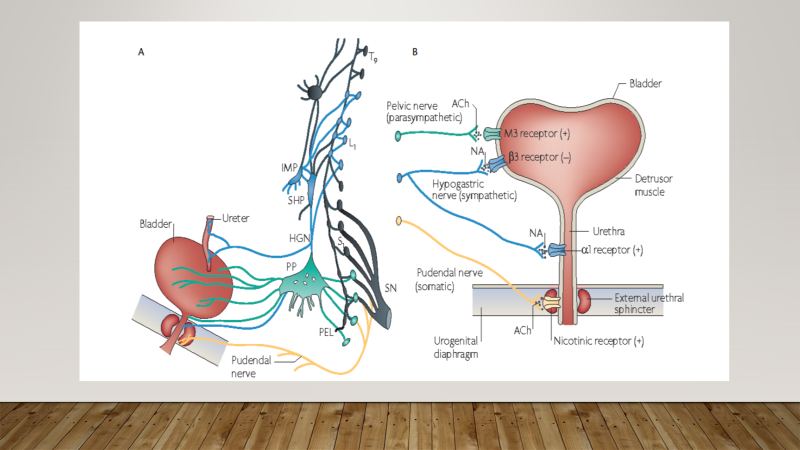 A
T9
L1
IMP
SHP
Bladder
Ureter
HGN
S1
PP
SN
PEL
Pudendal
nerve
B
Bladder
Pelvic nerve
(parasympathetic)
ACh
M3 receptor (+)
NA
β3 receptor (–)
Hypogastric
nerve (sympathetic)
Detrusor
muscle
NA
Urethra
α1 receptor (+)
Pudendal nerve
(somatic)
External urethral
sphincter
ACh
Urogenital
diaphragm
Nicotinic receptor (+)